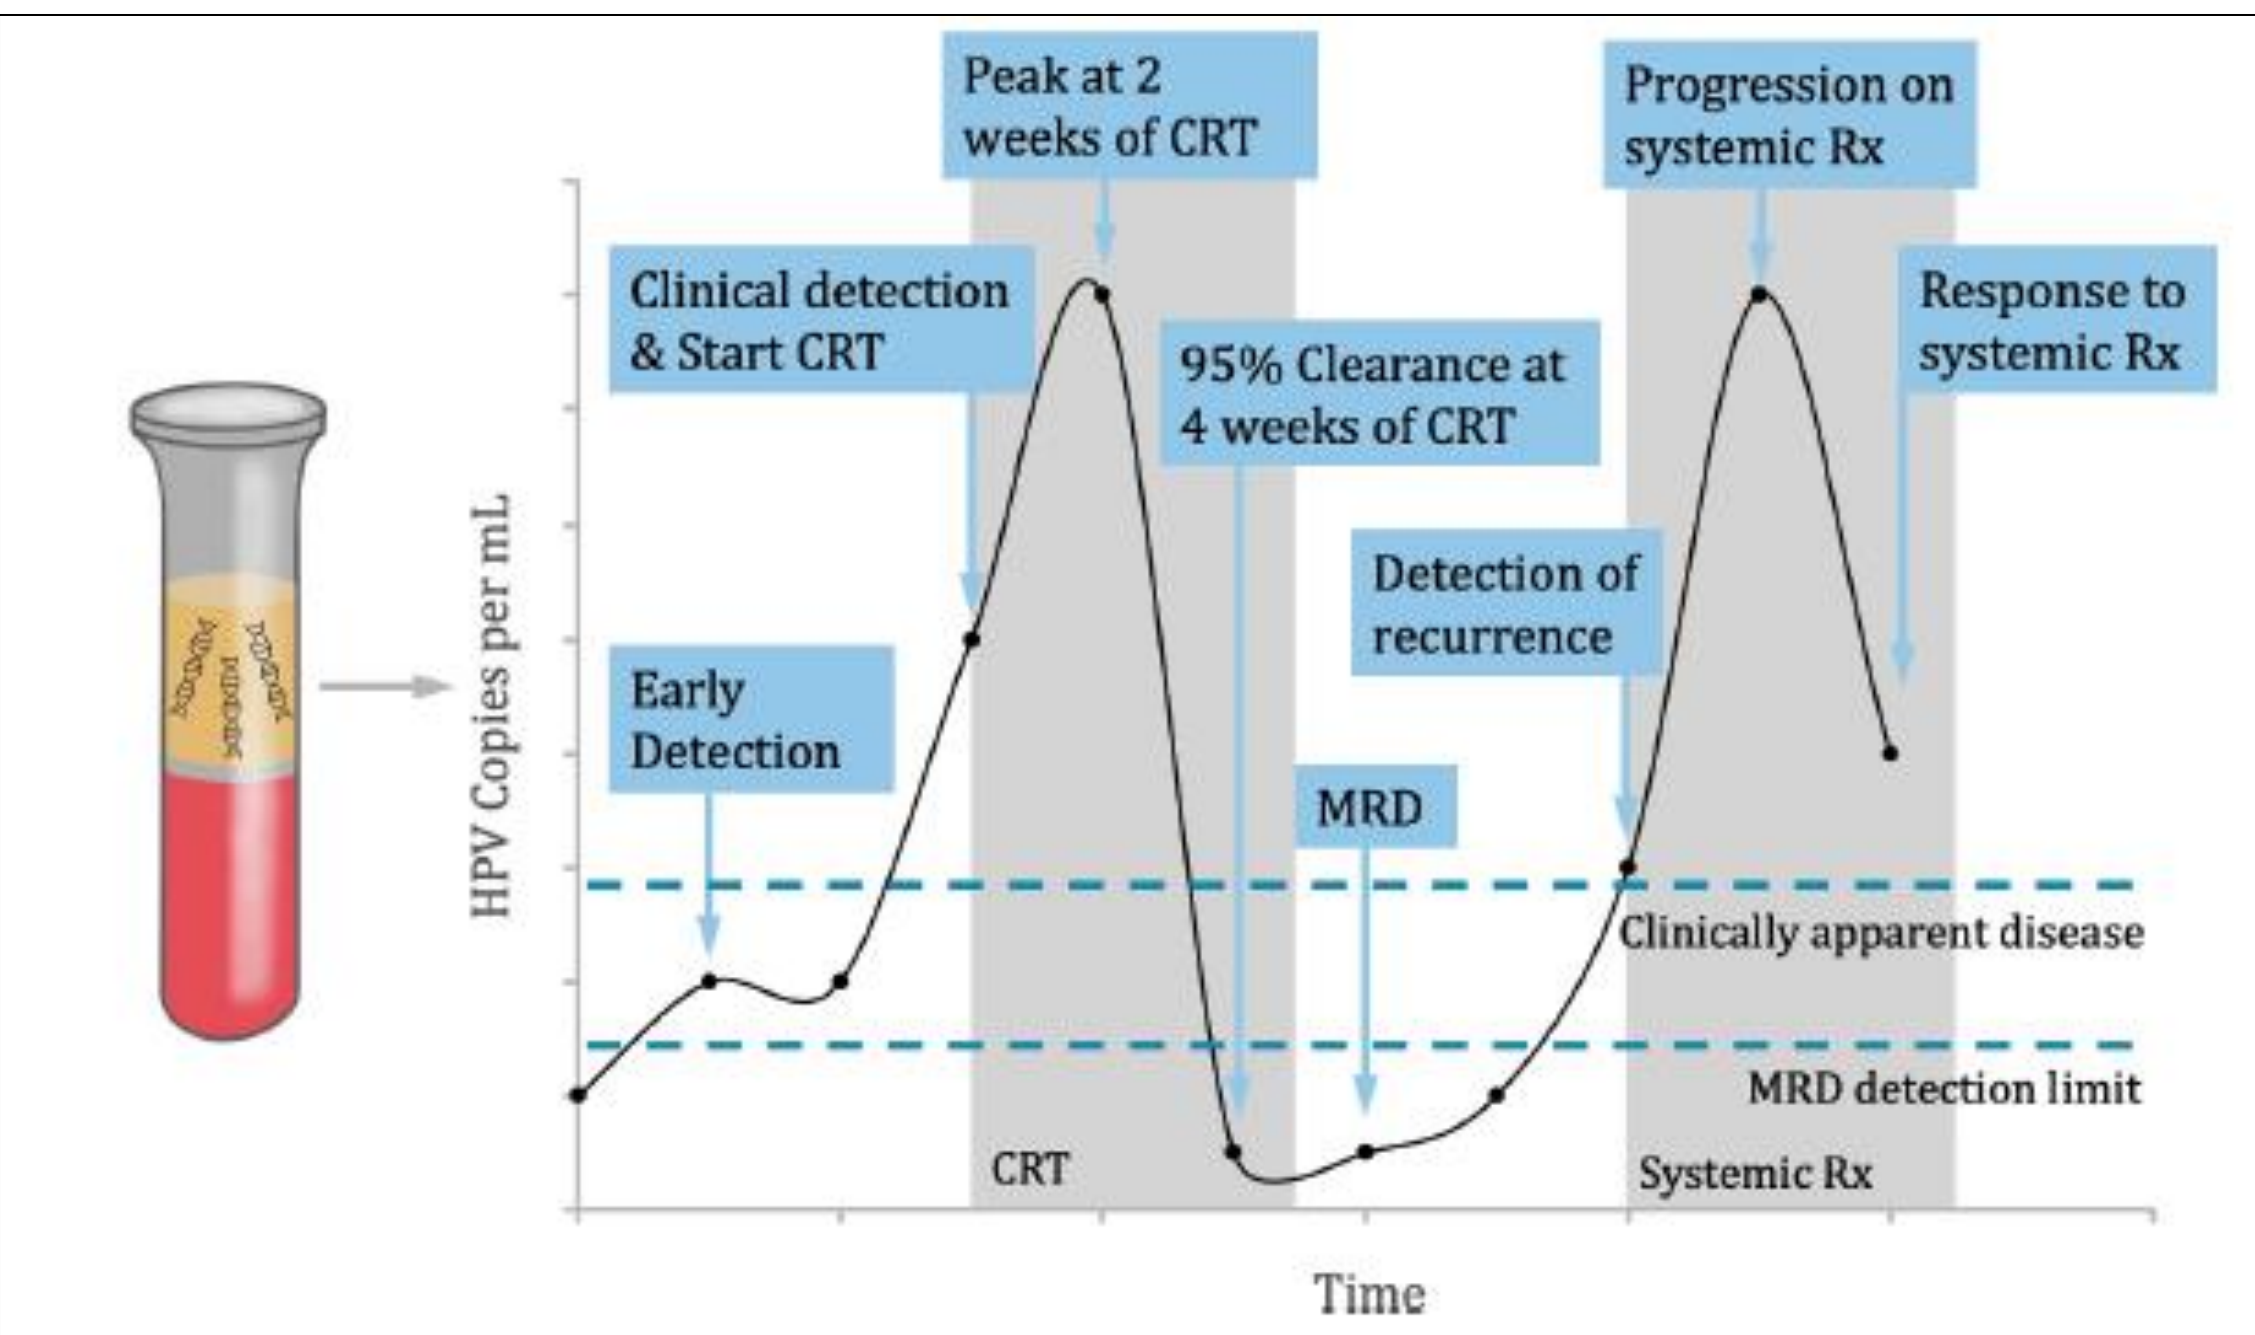 Peak at 2
weeks of CRT
Progression on
systemic Rx
Clinical detection
& Start CRT
Response to
systemic Rx
95% Clearance at
4 weeks of CRT
Detection of
recurrence
Early
Detection
MRD
HPV Copies per mL
Clinically apparent disease
MRD detection limit
CRT
Systemic Rx
Time